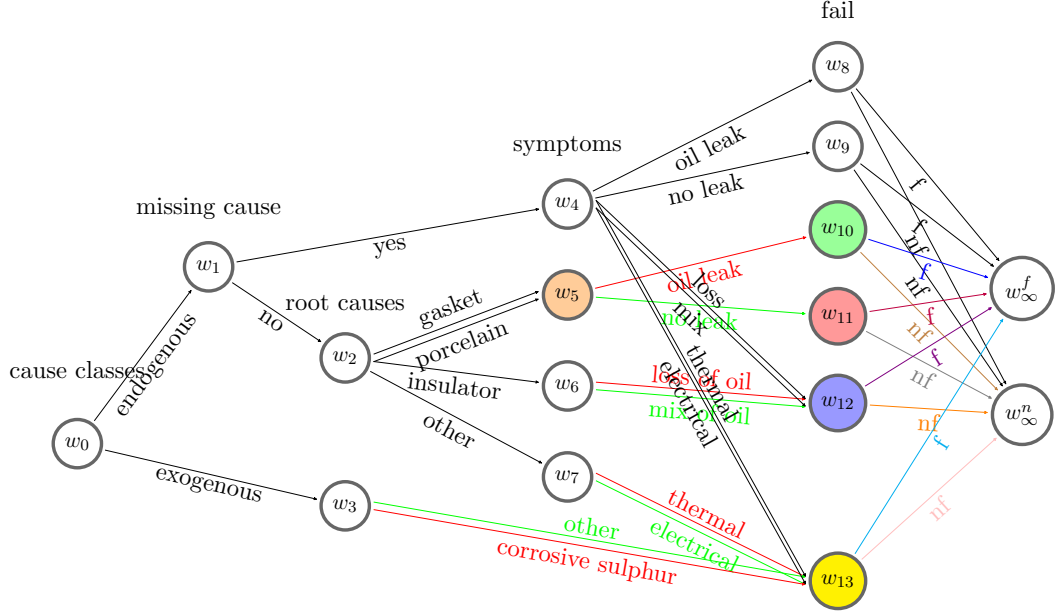 fail
w8
symptoms
oil leak
w9
no leak
missing cause
w4
yes
w1
root causes
no
gasket
porcelain
w5
oil leak
no leak
loss
mix
w10
f
f
nf
nf
f
nf
w∞^f
cause classes
endogenous
w2
insulator
other
w6
loss of oil
mix of oil
thermal
electrical
w11
f
nf
w12
f
nf
w∞^n
w0
exogenous
w3
w7
thermal
electrical
other
corrosive sulphur
f
nf
w13